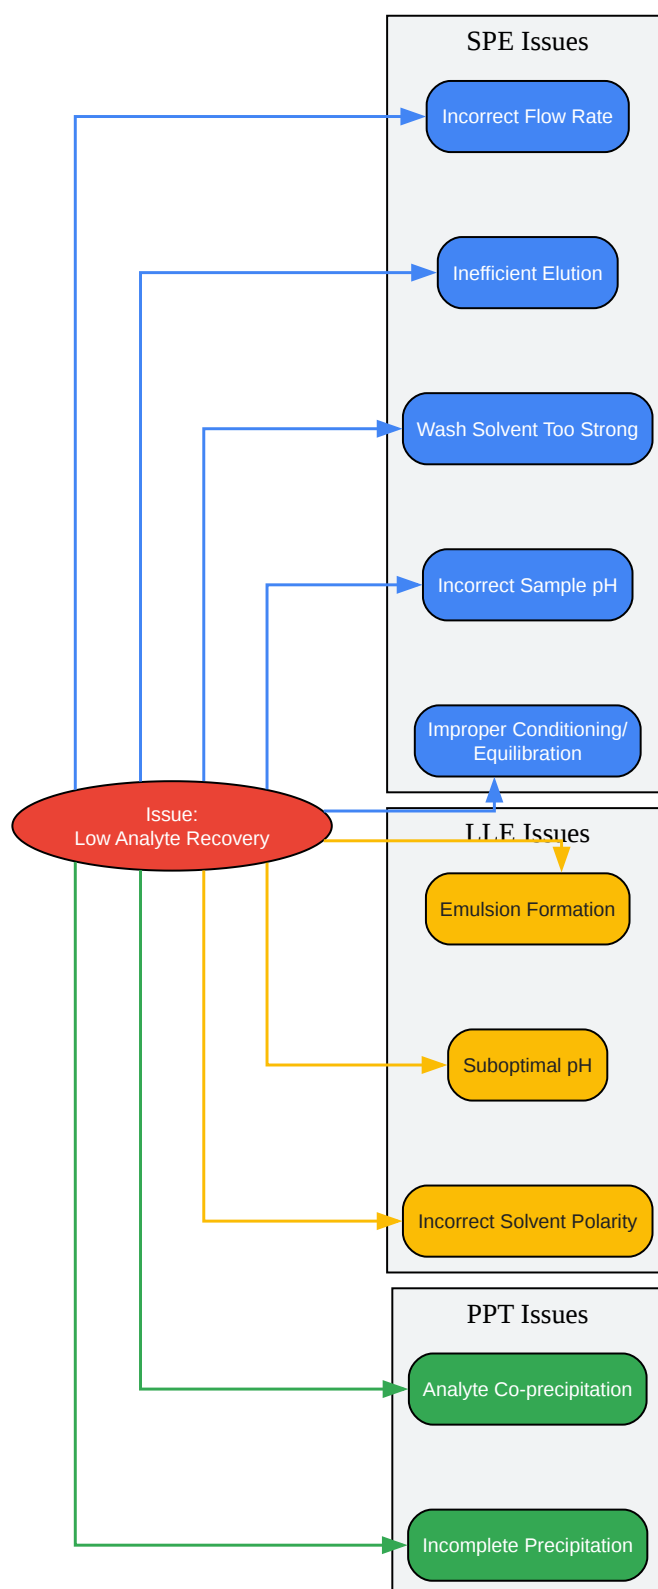 SPE Issues
Incorrect Flow Rate
Inefficient Elution
Wash Solvent Too Strong
Incorrect Sample pH
Improper Conditioning/
Equilibration
Issue:
Low Analyte Recovery
LLE Issues
Emulsion Formation
Suboptimal pH
Incorrect Solvent Polarity
PPT Issues
Analyte Co-precipitation
Incomplete Precipitation